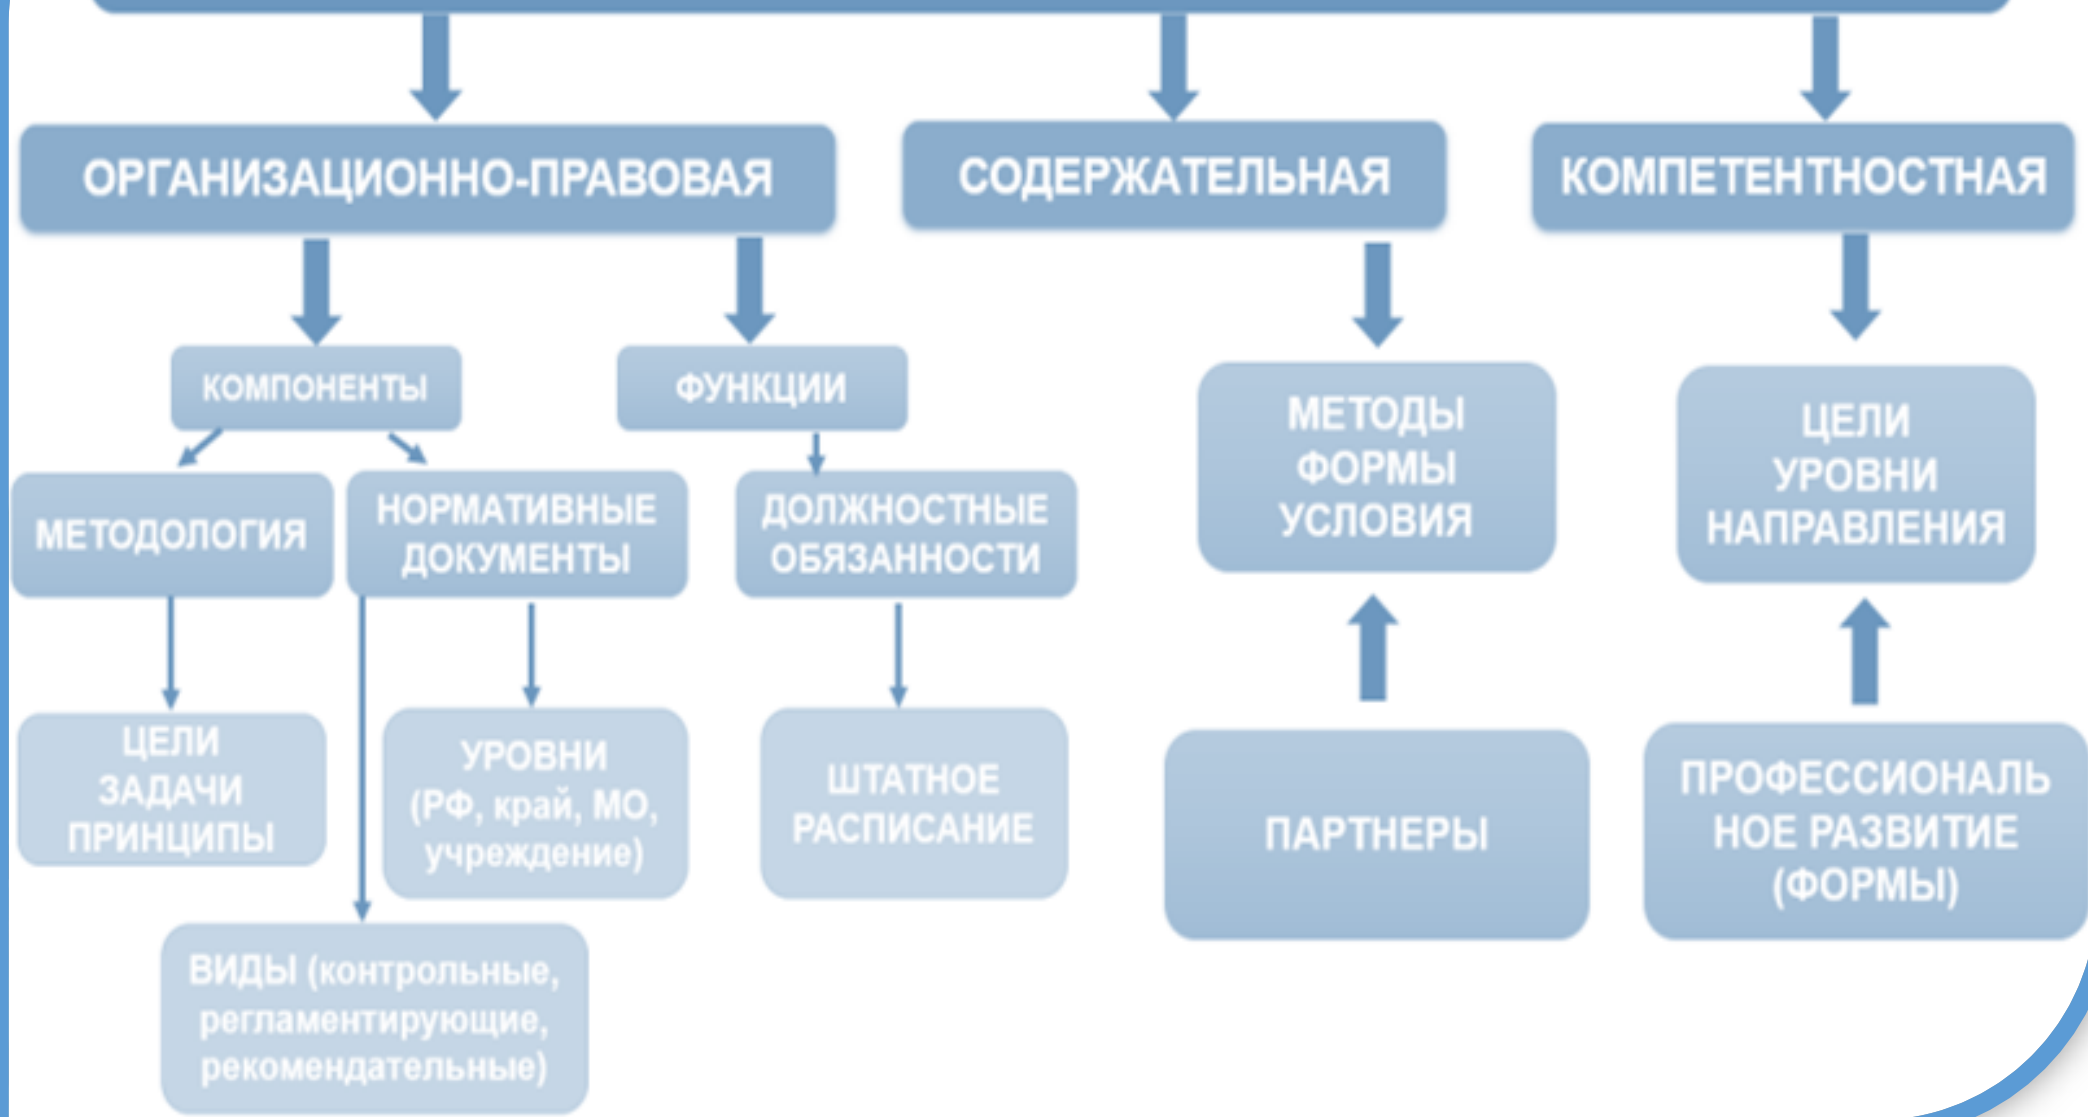 ОРГАНИЗАЦИОННО-ПРАВОВАЯ
СОДЕРЖАТЕЛЬНАЯ
КОМПЕТЕНТНОСТНАЯ
КОМПОНЕНТЫ
ФУНКЦИИ
МЕТОДЫ
ФОРМЫ
УСЛОВИЯ
ЦЕЛИ
УРОВНИ
НАПРАВЛЕНИЯ
МЕТОДОЛОГИЯ
НОРМАТИВНЫЕ
ДОКУМЕНТЫ
ДОЛЖНОСТНЫЕ
ОБЯЗАННОСТИ
ЦЕЛИ
ЗАДАЧИ
ПРИНЦИПЫ
УРОВНИ
(РФ, край, МО,
учреждение)
ШТАТНОЕ
РАСПИСАНИЕ
ПАРТНЕРЫ
ПРОФЕССИОНАЛЬ
НОЕ РАЗВИТИЕ
(ФОРМЫ)
ВИДЫ (контрольные,
регламентирующие,
рекомендательные)